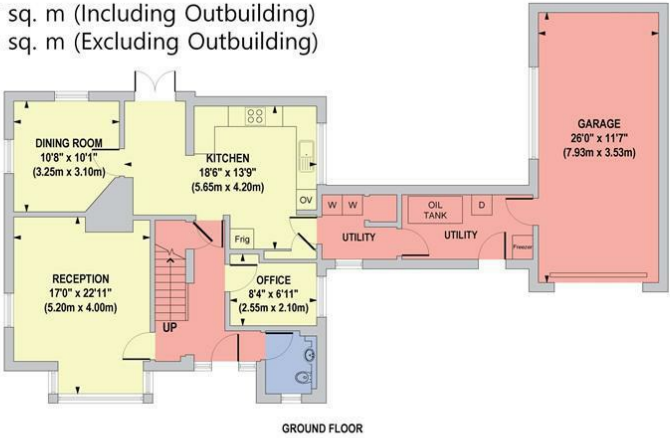 sq. m (Including Outbuilding)
sq. m (Excluding Outbuilding)
DINING ROOM
10'8" x 10'1"
(3.25m x 3.10m)
KITCHEN
18'6" x 13'9"
(5.65m x 4.20m)
OV
Frig
W W
UTILITY
OIL
TANK
D
UTILITY
Freezer
GARAGE
26'0" x 11'7"
(7.93m x 3.53m)
RECEPTION
17'0" x 22'11"
(5.20m x 4.00m)
UP
OFFICE
8'4" x 6'11"
(2.55m x 2.10m)
GROUND FLOOR